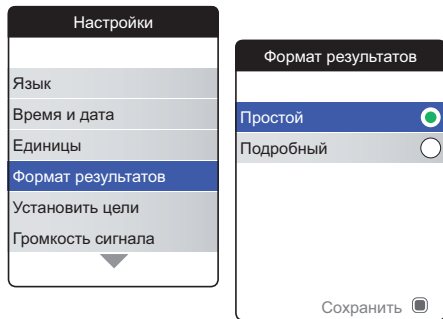 Настройки
Язык
Время и дата
Единицы
Формат результатов
Установить цели
Громкость сигнала
Формат результатов
Простой
Подробный
Сохранить